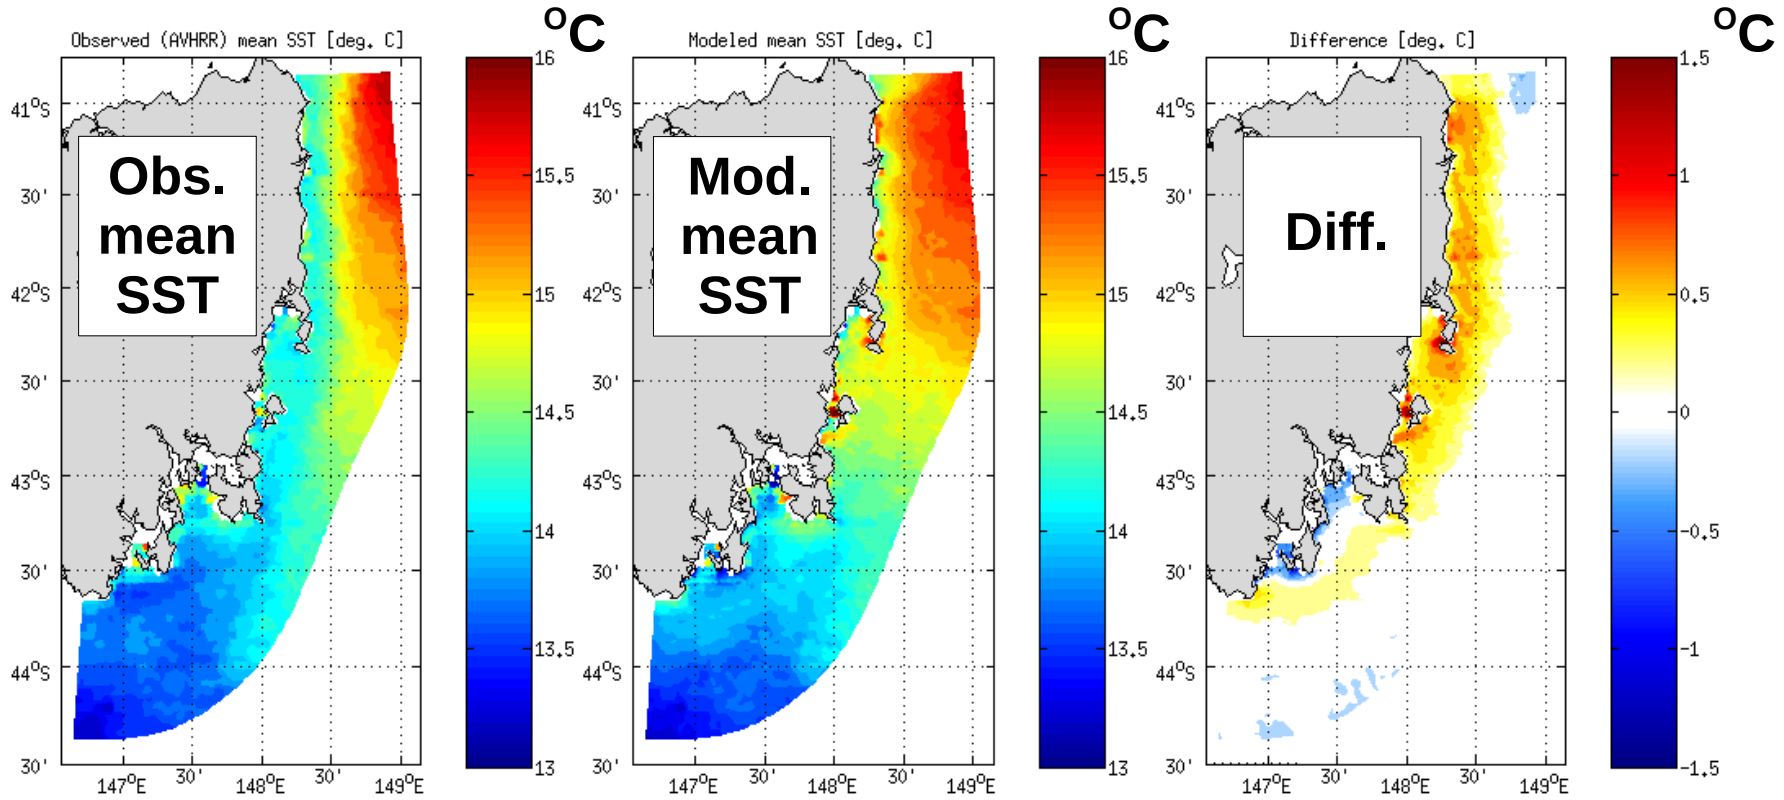 Observed (AVHRR) mean SST [deg. C]
Obs.
mean
SST
41°S
30'
42°S
30'
43°S
30'
44°S
30'
147°E
30'
148°E
30'
149°E
°C
16
15.5
15
14.5
14
13.5
13
Modeled mean SST [deg. C]
Mod.
mean
SST
41°S
30'
42°S
30'
43°S
30'
44°S
30'
147°E
30'
148°E
30'
149°E
°C
16
15.5
15
14.5
14
13.5
13
Difference [deg. C]
Diff.
41°S
30'
42°S
30'
43°S
30'
44°S
30'
147°E
30'
148°E
30'
149°E
°C
1.5
1
0.5
0
-0.5
-1
-1.5